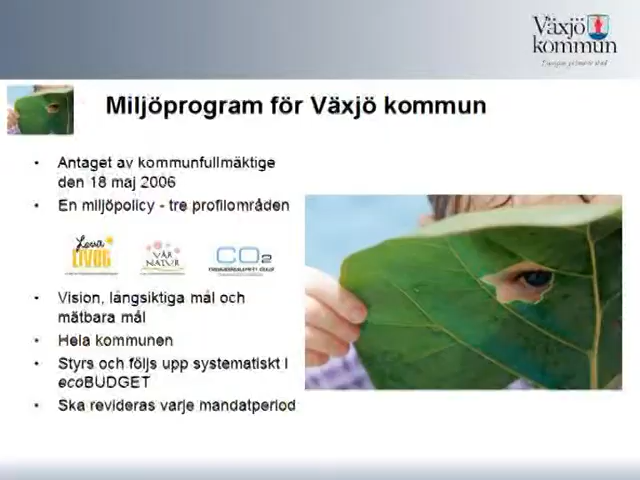 Växjö
kommun
Miljöprogram för Växjö kommun
• Antaget av kommunfullmäktige
den 18 maj 2006
• En miljöpolicy - tre profilområden
Leva
LIVET
VÅR
NATUR
CO2
• Vision, långsiktiga mål och
mätbara mål
• Hela kommunen
• Styrs och följs upp systematiskt i
ecoBUDGET
• Ska revideras varje mandatperiod